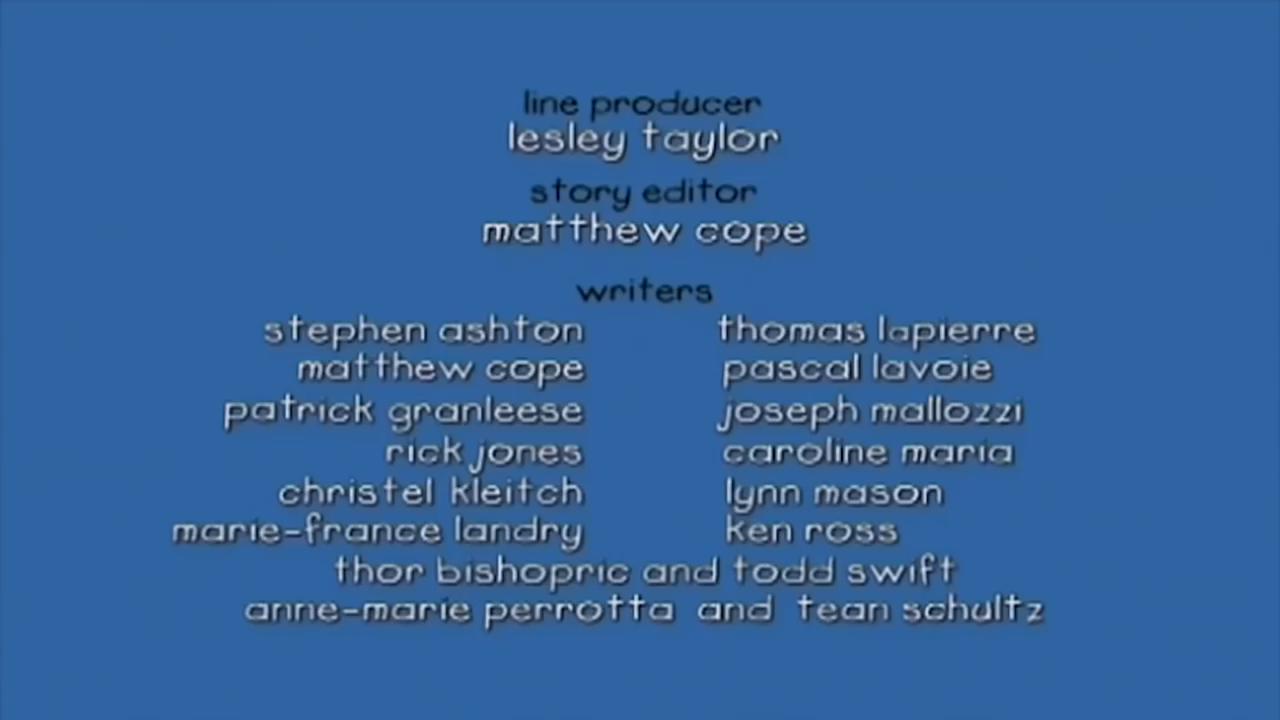 line producer
lesley taylor
story editor
matthew cope
writers
stephen ashton thomas lapierre
matthew cope pascal lavoie
patrick granleese joseph mallozzi
rick jones caroline maria
christel kleitch lynn mason
marie-france landry ken ross
thor bishopric and todd swift
anne-marie perrotta and tean schultz